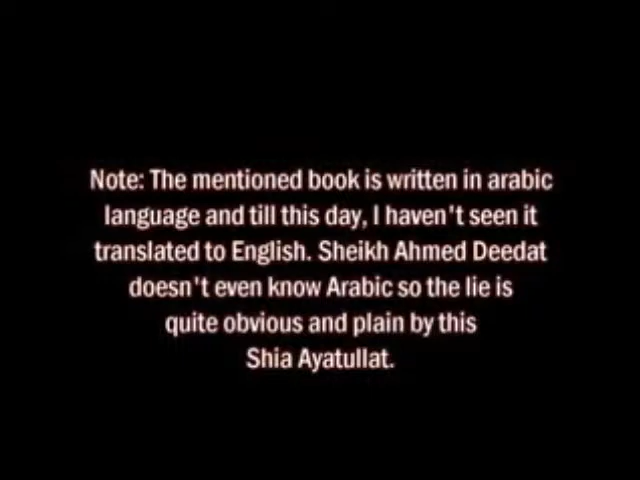 Note: The mentioned book is written in arabic
language and till this day, I haven't seen it
translated to English. Sheikh Ahmed Deedat
doesn't even know Arabic so the lie is
quite obvious and plain by this
Shia Ayatullat.